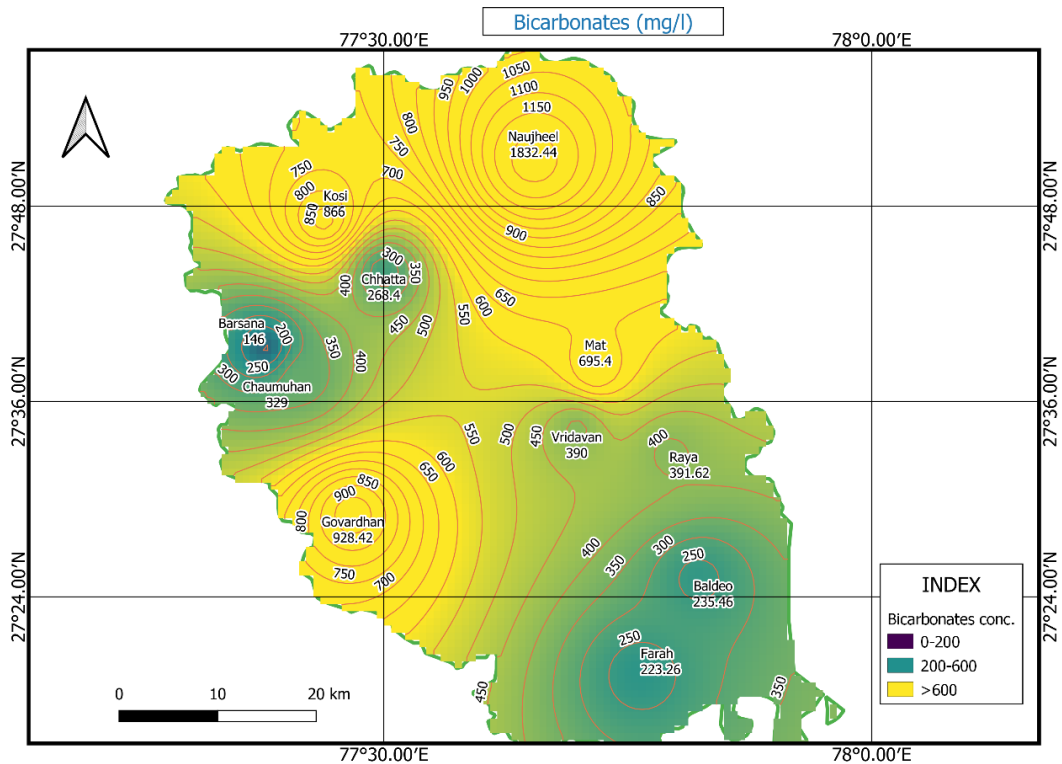 Bicarbonates (mg/l)
77°30.00′E
78°0.00′E
950
1000
1050
1100
1150
800
750
Naujheel
1832.44
750
700
800
Kosi
850
866
850
27°48.00′N
27°48.00′N
900
300
350
400
Chhatta
268.4
650
600
550
450
500
Barsana
200
146
350
Mat
695.4
250
400
300
Chaumuhan
329
27°36.00′N
27°36.00′N
550
500
450
Vridavan
390
400
Raya
391.62
600
650
850
900
800
Govardhan
928.42
400
300
350
250
750
700
Baldeo
235.46
27°24.00′N
27°24.00′N
INDEX
Bicarbonates conc.
0-200
200-600
>600
250
Farah
223.26
450
350
0 10 20 km
77°30.00′E
78°0.00′E